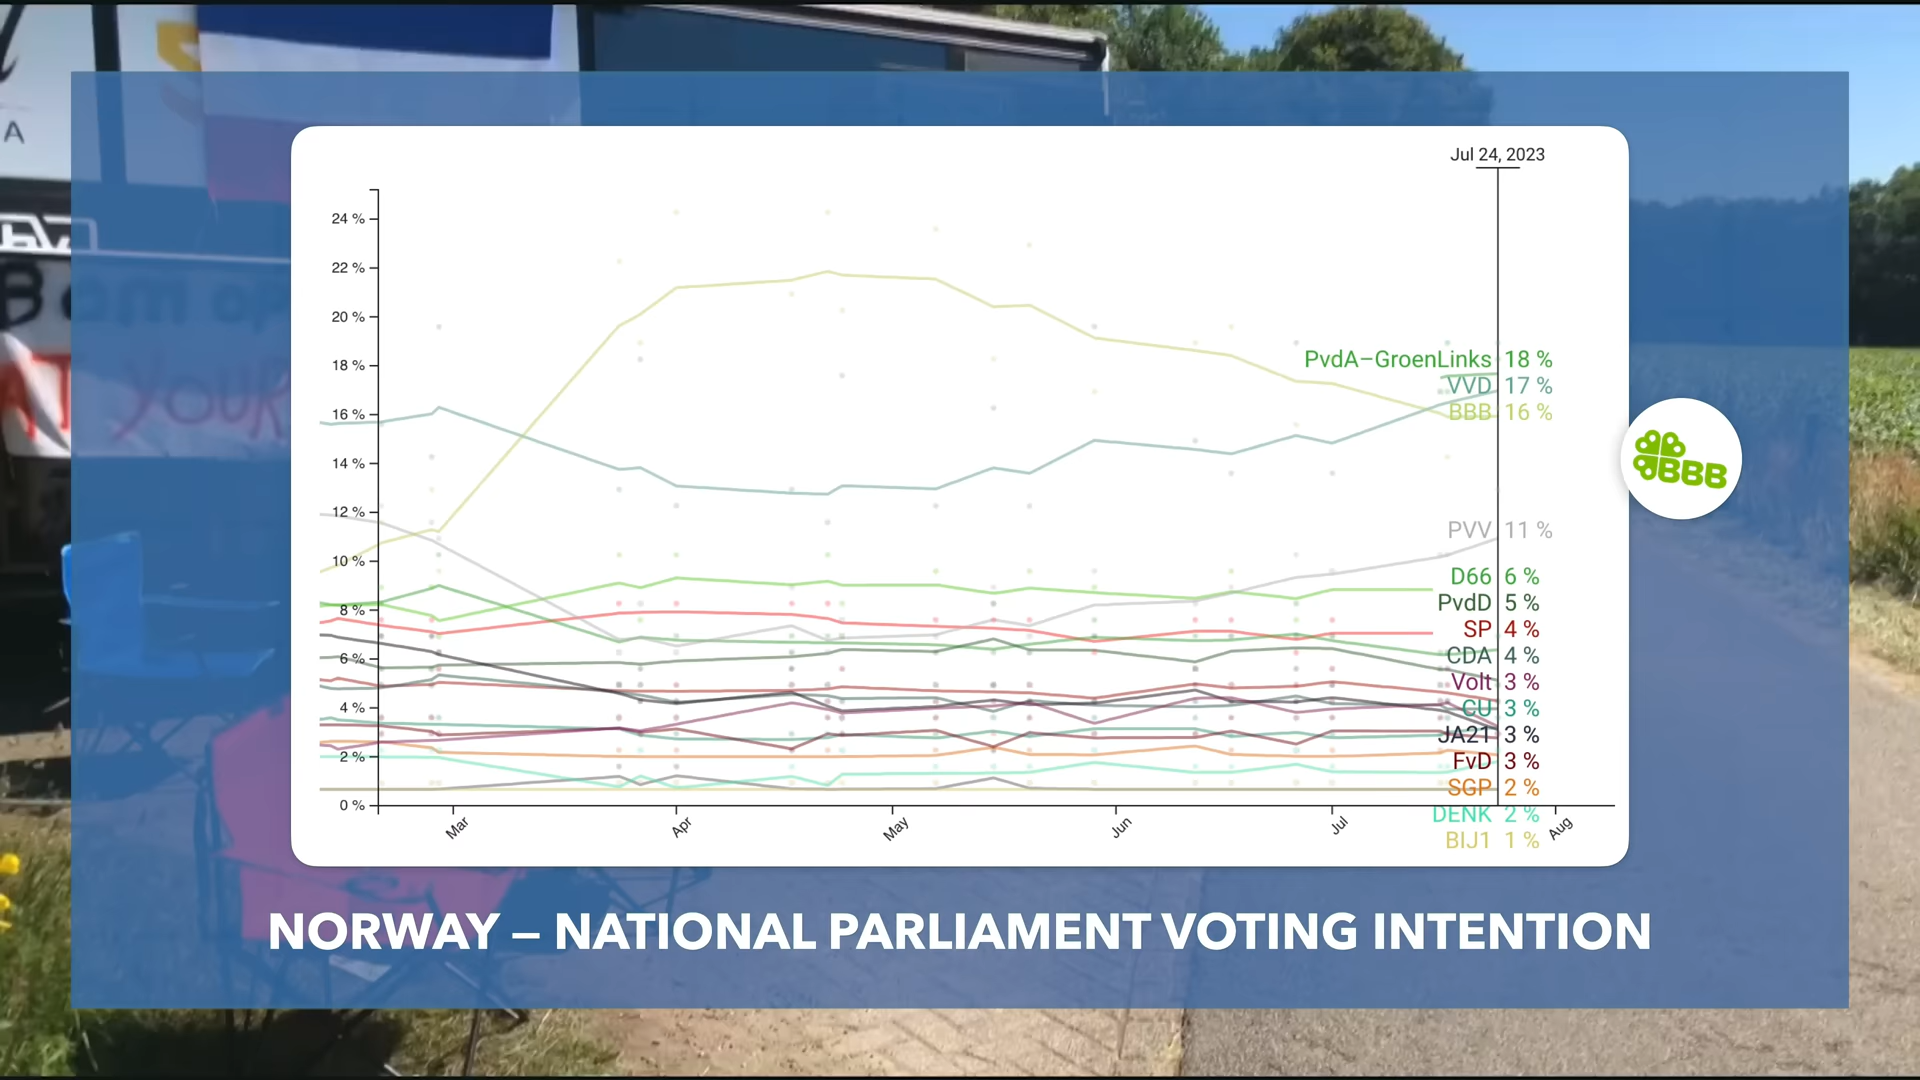 A
YOUR
Jul 24, 2023
24 %
22 %
20 %
18 %
16 %
14 %
12 %
10 %
8 %
6 %
4 %
2 %
0 %
PvdA–GroenLinks 18 %
VVD 17 %
BBB 16 %
PVV 11 %
D66 6 %
PvdD 5 %
SP 4 %
CDA 4 %
Volt 3 %
CU 3 %
JA21 3 %
FvD 3 %
SGP 2 %
DENK 2 %
BIJ1 1 %
Mar
Apr
May
Jun
Jul
Aug
BBB
NORWAY – NATIONAL PARLIAMENT VOTING INTENTION